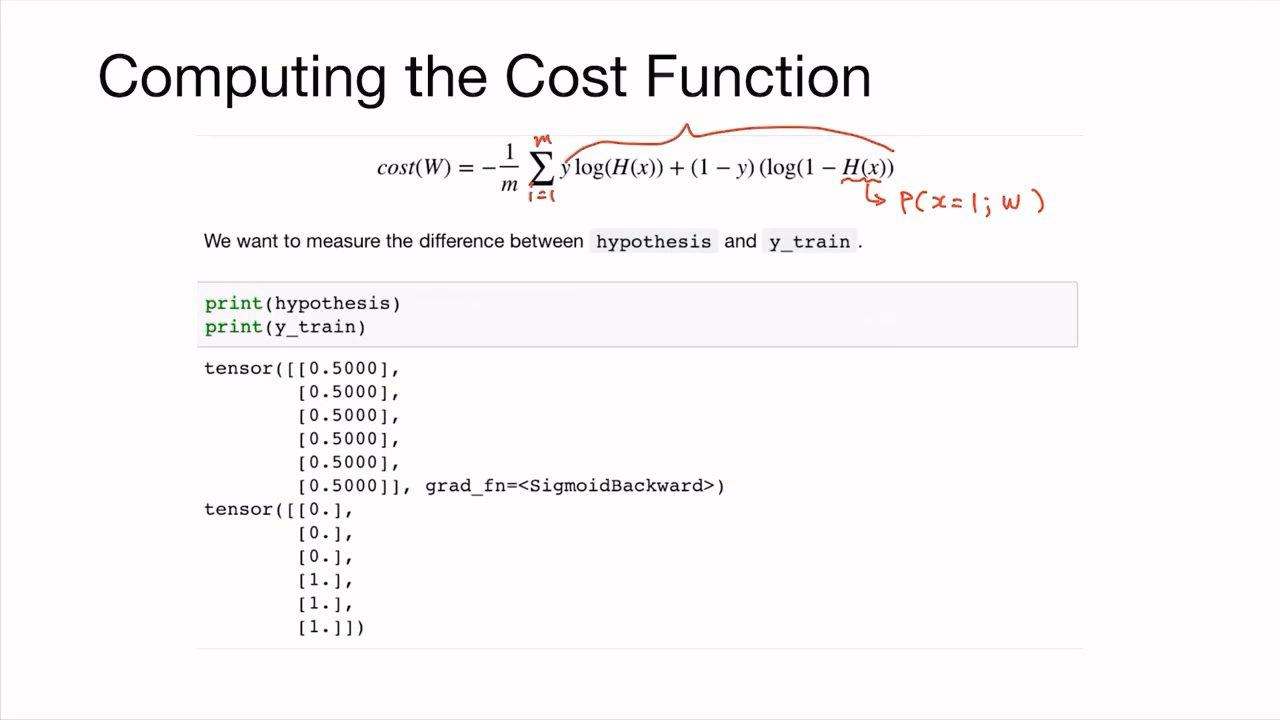 Computing the Cost Function
m
cost(W) = −1/m ∑ y log(H(x)) + (1 − y) (log(1 − H(x))
i=1
P(x=1; W)
We want to measure the difference between hypothesis and y_train .
print(hypothesis)
print(y_train)
tensor([[0.5000],
[0.5000],
[0.5000],
[0.5000],
[0.5000],
[0.5000]], grad_fn=<SigmoidBackward>)
tensor([[0.],
[0.],
[0.],
[1.],
[1.],
[1.]])